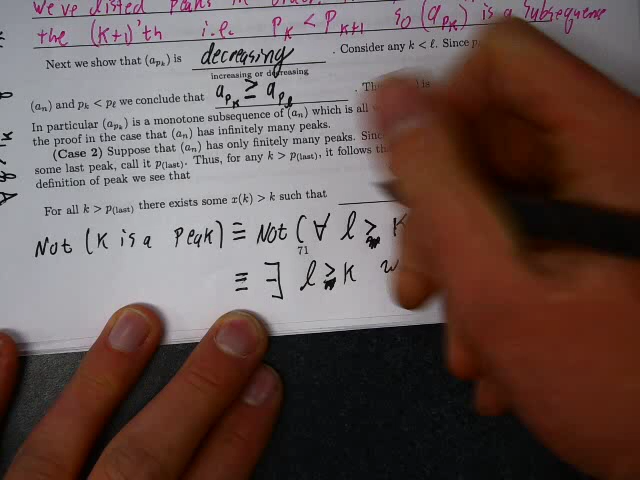 we've listed peaks in order.
the (k+1)'th i.e. P_k < P_{k+1} so (a_{P_k}) is a subsequence
Next we show that (a_{p_k}) is decreasing . Consider any k < ℓ. Since
increasing or decreasing
(a_n) and p_k < p_ℓ we conclude that a_{P_k} ≥ a_{P_ℓ} . is
In particular (a_{p_k}) is a monotone subsequence of (a_n) which is all
the proof in the case that (a_n) has infinitely many peaks.
(Case 2) Suppose that (a_n) has only finitely many peaks.
some last peak, call it p_(last). Thus, for any k > p_(last), it follows
definition of peak we see that
For all k > p_(last) there exists some x(k) > k such that
Not (K is a peak) ≡ Not (∀ ℓ ≥ K
71
≡ ∃ ℓ ≥ K